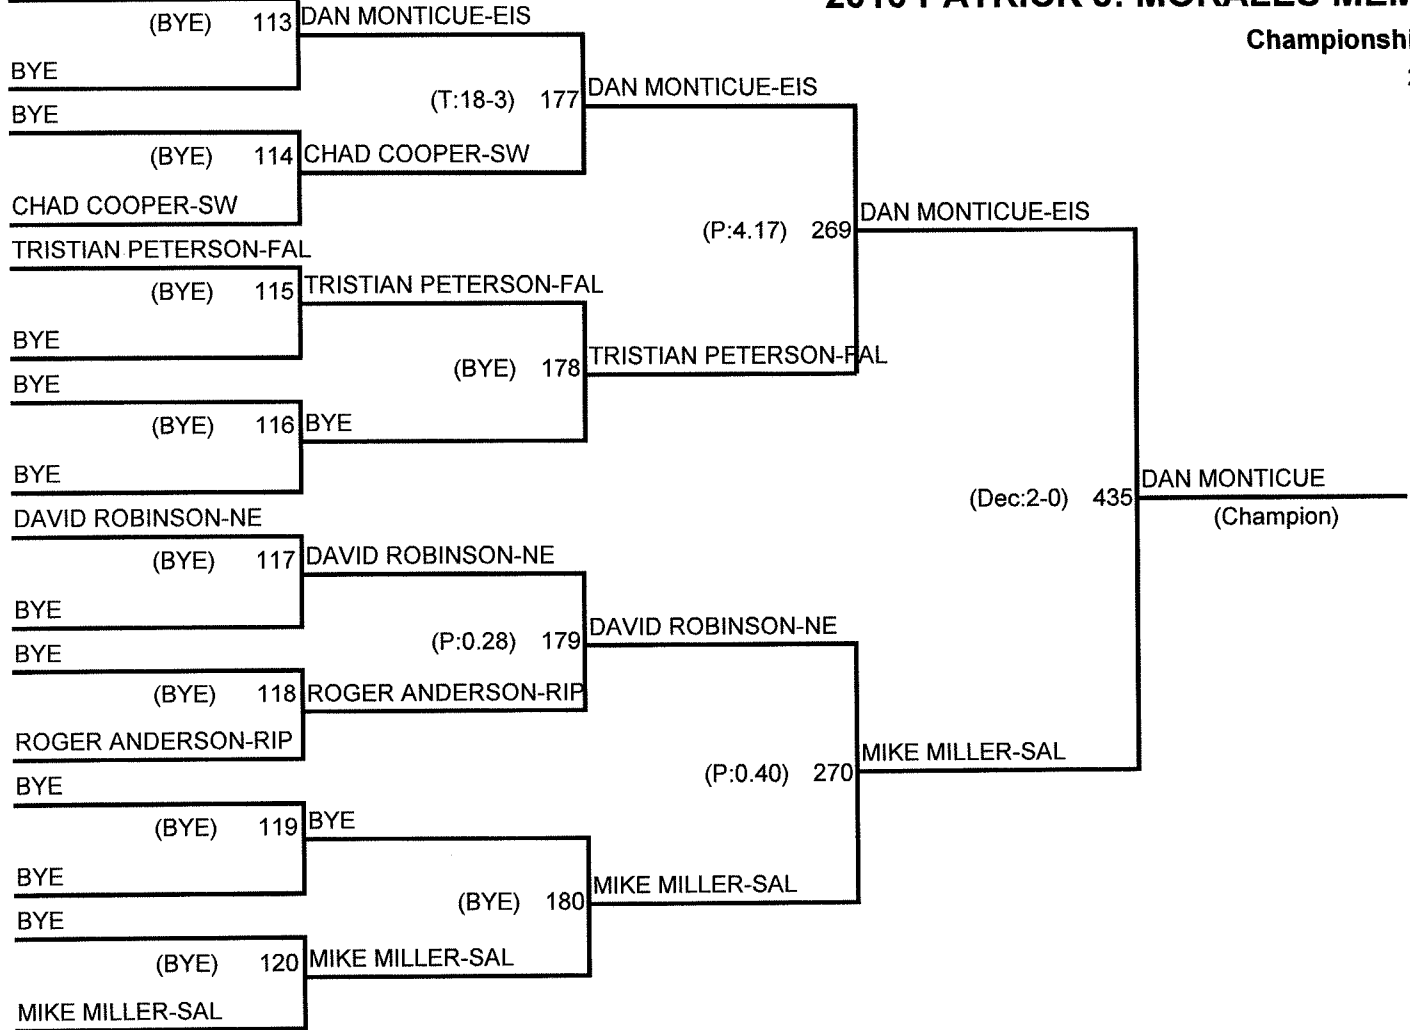 2010 PATRICK J. MORALES MEM
Championshi
(BYE) 113 DAN MONTICUE-EIS
BYE
(T:18-3) 177 DAN MONTICUE-EIS
BYE
(BYE) 114 CHAD COOPER-SW
CHAD COOPER-SW
(P:4.17) 269 DAN MONTICUE-EIS
TRISTIAN PETERSON-FAL
(BYE) 115 TRISTIAN PETERSON-FAL
BYE
(BYE) 178 TRISTIAN PETERSON-FAL
BYE
(BYE) 116 BYE
BYE
(Dec:2-0) 435 DAN MONTICUE
(Champion)
DAVID ROBINSON-NE
(BYE) 117 DAVID ROBINSON-NE
BYE
(P:0.28) 179 DAVID ROBINSON-NE
BYE
(BYE) 118 ROGER ANDERSON-RIP
ROGER ANDERSON-RIP
(P:0.40) 270 MIKE MILLER-SAL
BYE
(BYE) 119 BYE
BYE
(BYE) 180 MIKE MILLER-SAL
BYE
(BYE) 120 MIKE MILLER-SAL
MIKE MILLER-SAL